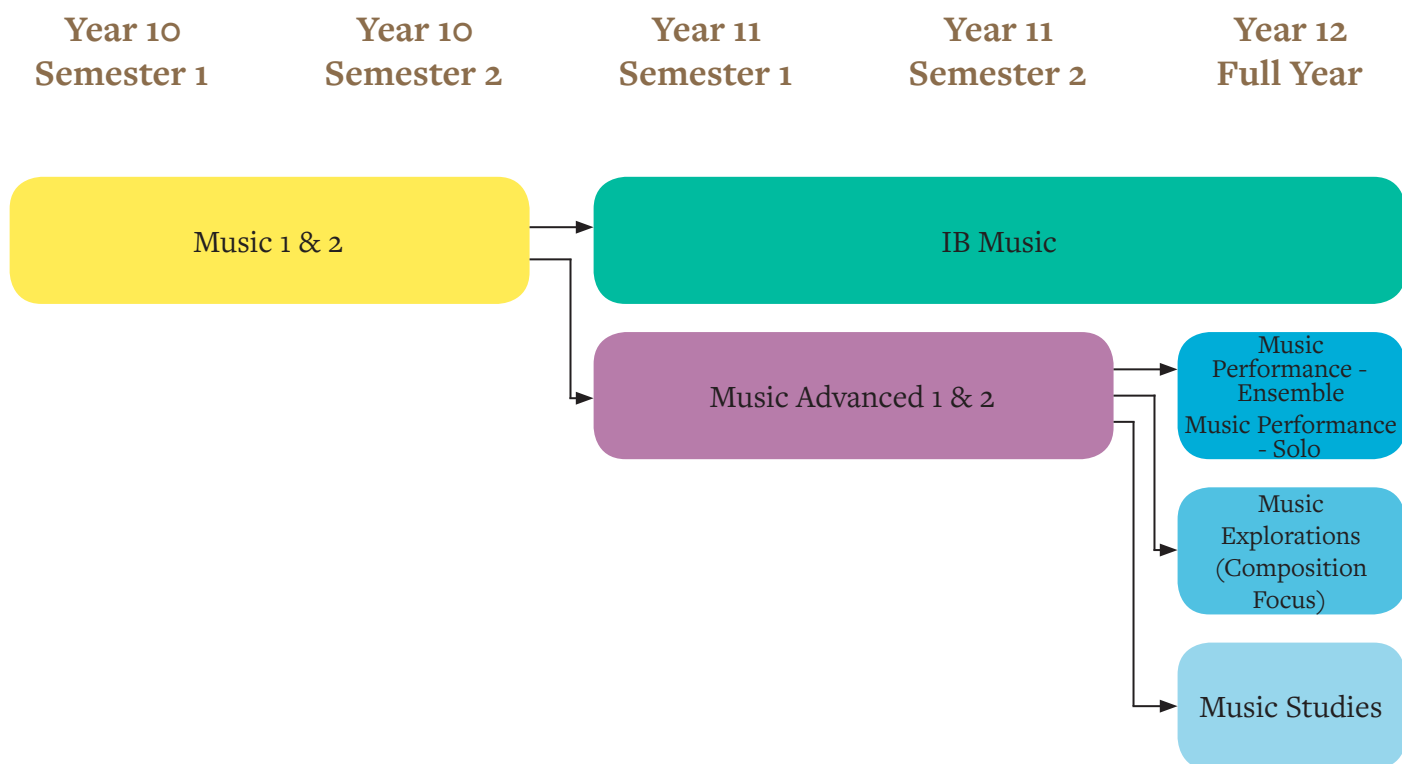 Year 10
Semester 1
Year 10
Semester 2
Year 11
Semester 1
Year 11
Semester 2
Year 12
Full Year
Music 1 & 2
IB Music
Music Advanced 1 & 2
Music
Performance -
Ensemble
Music Performance
- Solo
Music
Explorations
(Composition
Focus)
Music Studies